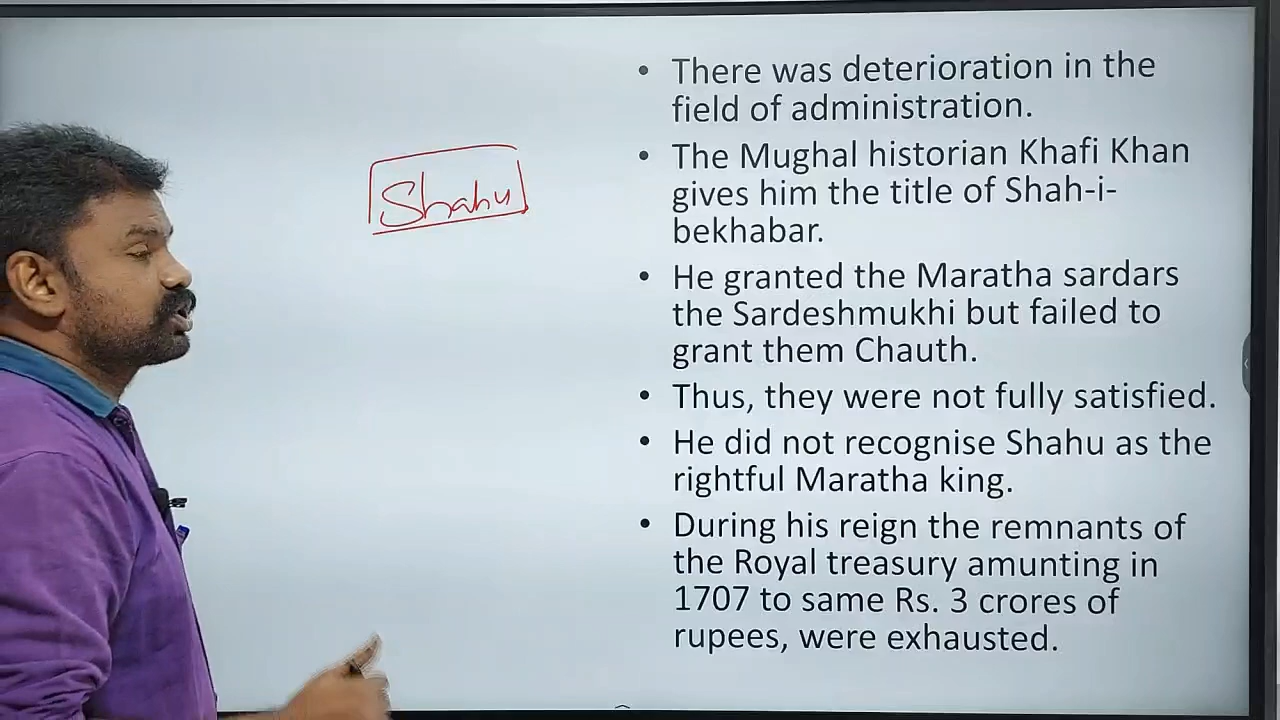 Shahu
• There was deterioration in the
field of administration.
• The Mughal historian Khafi Khan
gives him the title of Shah-i-
bekhabar.
• He granted the Maratha sardars
the Sardeshmukhi but failed to
grant them Chauth.
• Thus, they were not fully satisfied.
• He did not recognise Shahu as the
rightful Maratha king.
• During his reign the remnants of
the Royal treasury amunting in
1707 to same Rs. 3 crores of
rupees, were exhausted.